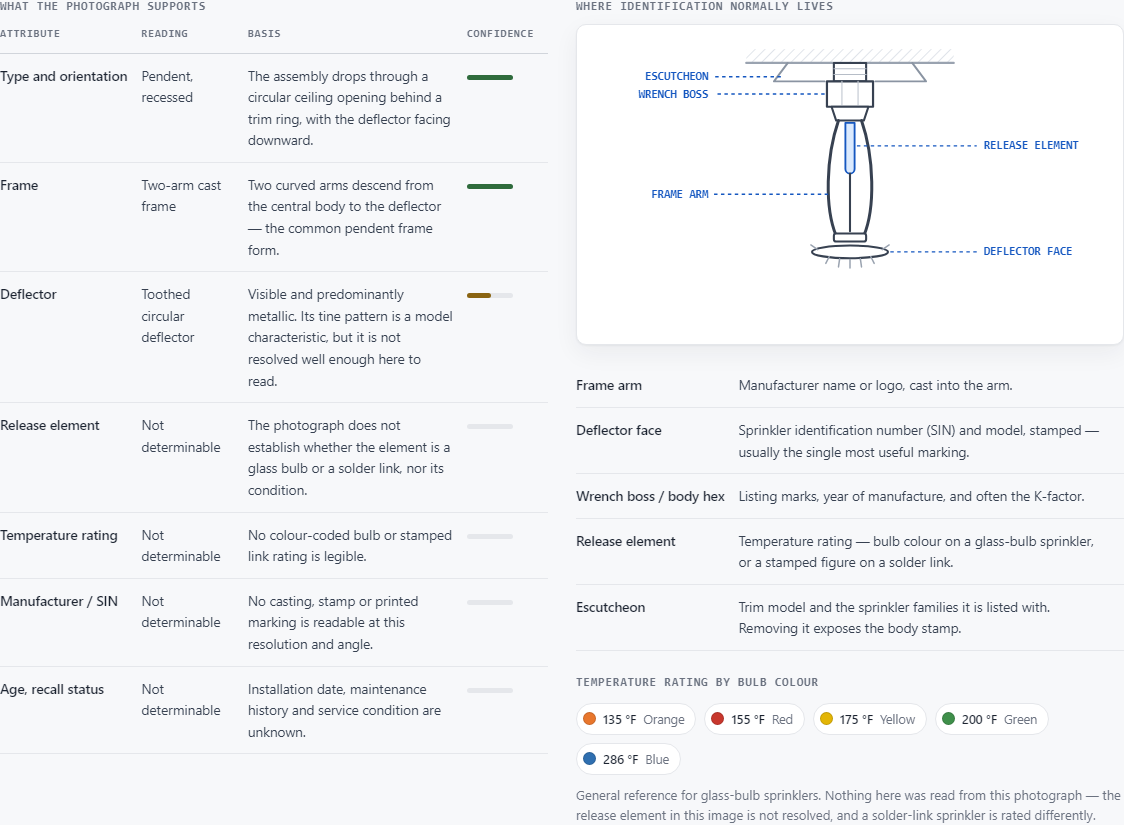 WHAT THE PHOTOGRAPH SUPPORTS
ATTRIBUTE READING BASIS CONFIDENCE
Type and orientation
Pendent,
recessed
The assembly drops through a
circular ceiling opening behind a
trim ring, with the deflector facing
downward.
Frame
Two-arm cast
frame
Two curved arms descend from
the central body to the deflector
— the common pendent frame
form.
Deflector
Toothed
circular
deflector
Visible and predominantly
metallic. Its tine pattern is a model
characteristic, but it is not
resolved well enough here to
read.
Release element
Not
determinable
The photograph does not
establish whether the element is a
glass bulb or a solder link, nor its
condition.
Temperature rating
Not
determinable
No colour-coded bulb or stamped
link rating is legible.
Manufacturer / SIN
Not
determinable
No casting, stamp or printed
marking is readable at this
resolution and angle.
Age, recall status
Not
determinable
Installation date, maintenance
history and service condition are
unknown.
WHERE IDENTIFICATION NORMALLY LIVES
ESCUTCHEON
WRENCH BOSS
RELEASE ELEMENT
FRAME ARM
DEFLECTOR FACE
Frame arm
Manufacturer name or logo, cast into the arm.
Deflector face
Sprinkler identification number (SIN) and model, stamped —
usually the single most useful marking.
Wrench boss / body hex
Listing marks, year of manufacture, and often the K-factor.
Release element
Temperature rating — bulb colour on a glass-bulb sprinkler,
or a stamped figure on a solder link.
Escutcheon
Trim model and the sprinkler families it is listed with.
Removing it exposes the body stamp.
TEMPERATURE RATING BY BULB COLOUR
135 °F Orange
155 °F Red
175 °F Yellow
200 °F Green
286 °F Blue
General reference for glass-bulb sprinklers. Nothing here was read from this photograph — the
release element in this image is not resolved, and a solder-link sprinkler is rated differently.